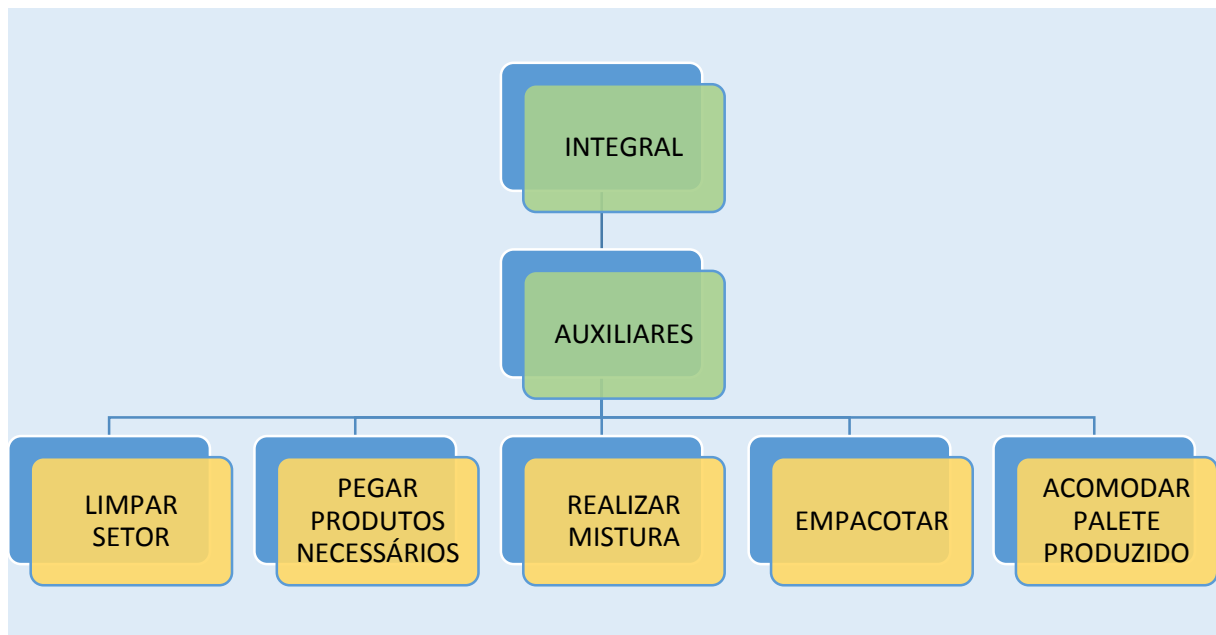 INTEGRAL
AUXILIARES
LIMPAR
SETOR
PEGAR
PRODUTOS
NECESSÁRIOS
REALIZAR
MISTURA
EMPACOTAR
ACOMODAR
PALETE
PRODUZIDO